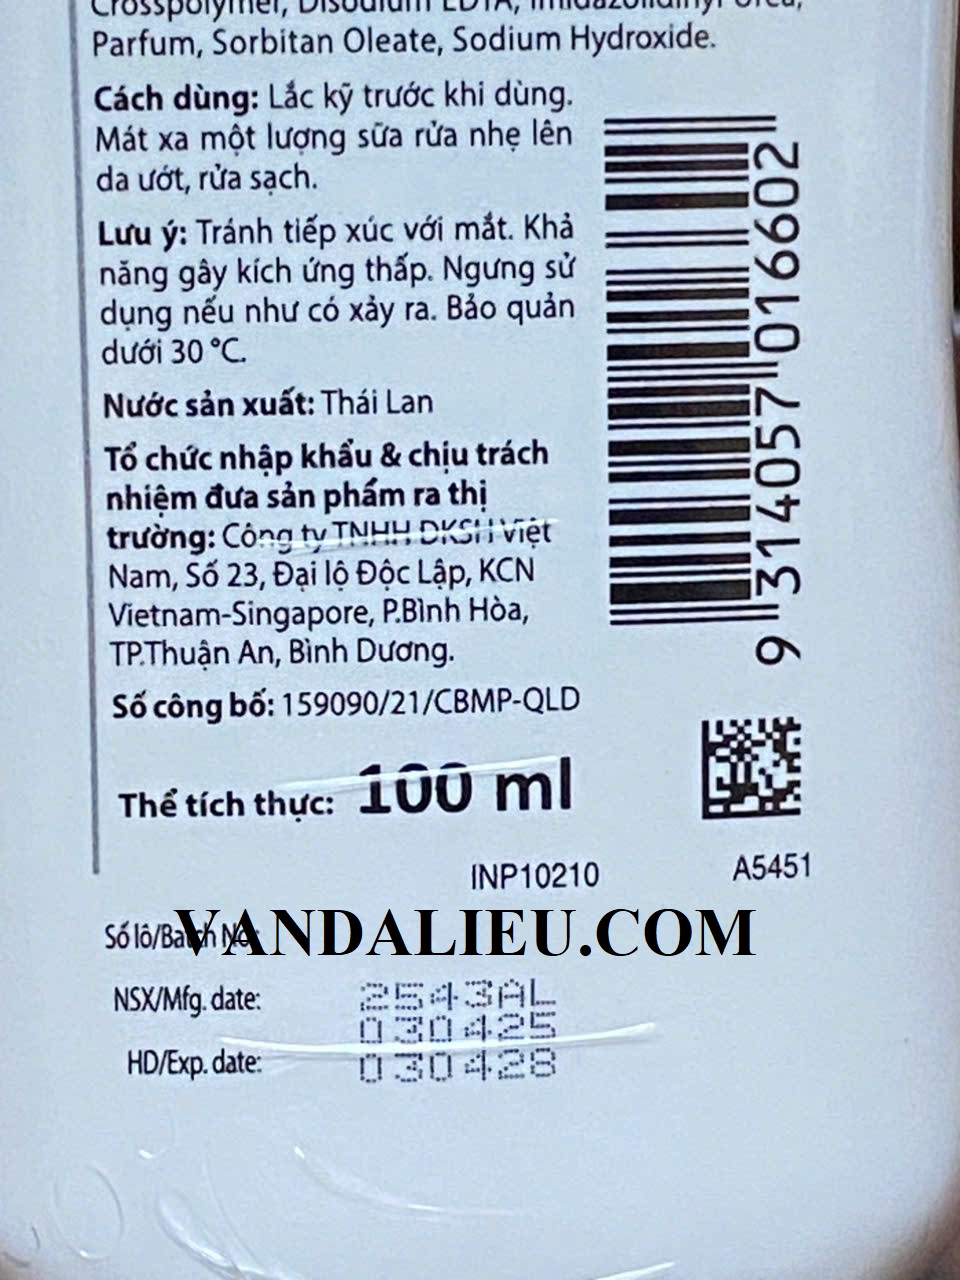 Crosspolymer, Disodium EDTA, Imidazolidinyl Urea,
Parfum, Sorbitan Oleate, Sodium Hydroxide.
Cách dùng: Lắc kỹ trước khi dùng.
Mát xa một lượng sữa rửa nhẹ lên
da ướt, rửa sạch.
Lưu ý: Tránh tiếp xúc với mắt. Khả
năng gây kích ứng thấp. Ngưng sử
dụng nếu như có xảy ra. Bảo quản
dưới 30 °C.
Nước sản xuất: Thái Lan
Tổ chức nhập khẩu & chịu trách
nhiệm đưa sản phẩm ra thị
trường: Công ty TNHH DKSH Việt
Nam, Số 23, Đại lộ Độc Lập, KCN
Vietnam-Singapore, P.Bình Hòa,
TP.Thuận An, Bình Dương.
Số công bố: 159090/21/CBMP-QLD
Thể tích thực: 100 ml
9 314057 016602
INP10210
A5451
VANDALIEU.COM
Số lô/Batch No:
2543AL
NSX/Mfg. date:
030425
HD/Exp. date:
030428